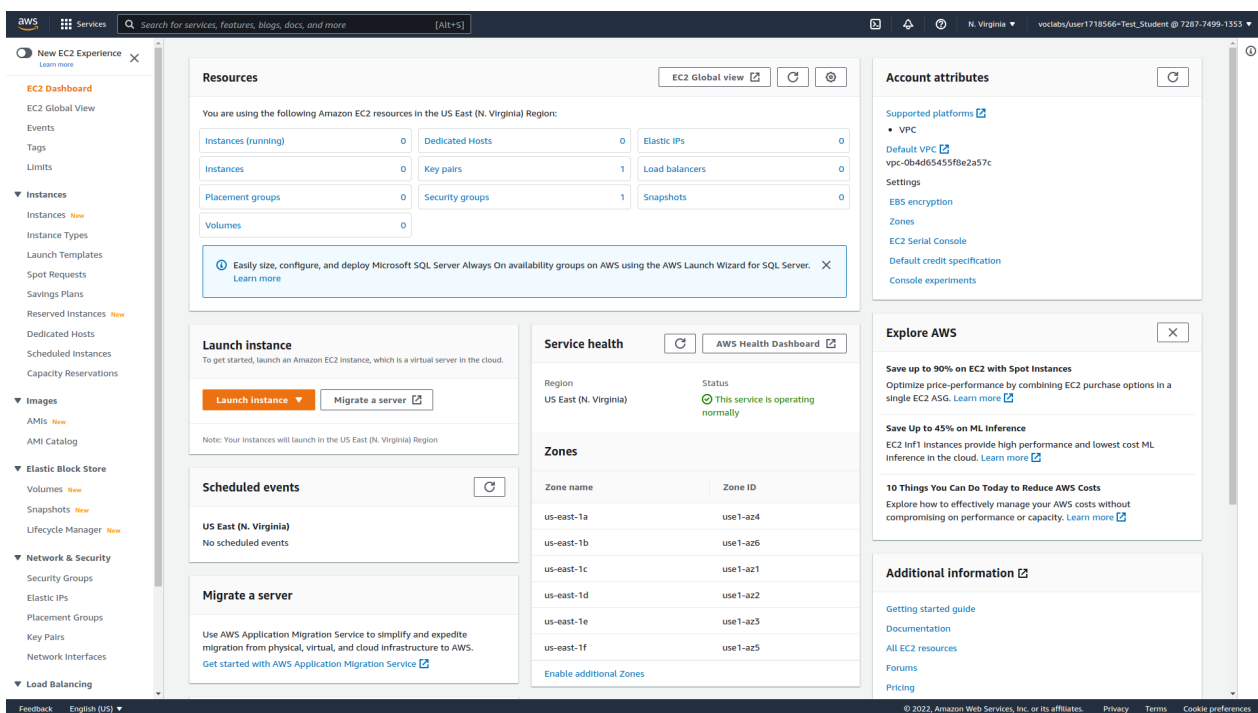 aws
Services
Search for services, features, blogs, docs, and more
[Alt+S]
N. Virginia ▼
voclabs/user1718566=Test_Student @ 7287-7499-1353 ▼
New EC2 Experience
Learn more
EC2 Dashboard
EC2 Global View
Events
Tags
Limits
▼ Instances
Instances New
Instance Types
Launch Templates
Spot Requests
Savings Plans
Reserved Instances New
Dedicated Hosts
Scheduled Instances
Capacity Reservations
▼ Images
AMIs New
AMI Catalog
▼ Elastic Block Store
Volumes New
Snapshots New
Lifecycle Manager New
▼ Network & Security
Security Groups
Elastic IPs
Placement Groups
Key Pairs
Network Interfaces
▼ Load Balancing
Resources
EC2 Global view
You are using the following Amazon EC2 resources in the US East (N. Virginia) Region:
Instances (running) 0
Dedicated Hosts 0
Elastic IPs 0
Instances 0
Key pairs 1
Load balancers 0
Placement groups 0
Security groups 1
Snapshots 0
Volumes 0
Easily size, configure, and deploy Microsoft SQL Server Always On availability groups on AWS using the AWS Launch Wizard for SQL Server.
Learn more
Launch instance
To get started, launch an Amazon EC2 instance, which is a virtual server in the cloud.
Launch instance ▼
Migrate a server
Note: Your instances will launch in the US East (N. Virginia) Region
Scheduled events
US East (N. Virginia)
No scheduled events
Migrate a server
Use AWS Application Migration Service to simplify and expedite
migration from physical, virtual, and cloud infrastructure to AWS.
Get started with AWS Application Migration Service
Service health
AWS Health Dashboard
Region
Status
US East (N. Virginia)
This service is operating
normally
Zones
Zone name
Zone ID
us-east-1a use1-az4
us-east-1b use1-az6
us-east-1c use1-az1
us-east-1d use1-az2
us-east-1e use1-az3
us-east-1f use1-az5
Enable additional Zones
Account attributes
Supported platforms
• VPC
Default VPC
vpc-0b4d65455f8e2a57c
Settings
EBS encryption
Zones
EC2 Serial Console
Default credit specification
Console experiments
Explore AWS
Save up to 90% on EC2 with Spot Instances
Optimize price-performance by combining EC2 purchase options in a
single EC2 ASG. Learn more
Save Up to 45% on ML Inference
EC2 Inf1 instances provide high performance and lowest cost ML
inference in the cloud. Learn more
10 Things You Can Do Today to Reduce AWS Costs
Explore how to effectively manage your AWS costs without
compromising on performance or capacity. Learn more
Additional information
Getting started guide
Documentation
All EC2 resources
Forums
Pricing
Feedback
English (US) ▼
© 2022, Amazon Web Services, Inc. or its affiliates.
Privacy
Terms
Cookie preferences